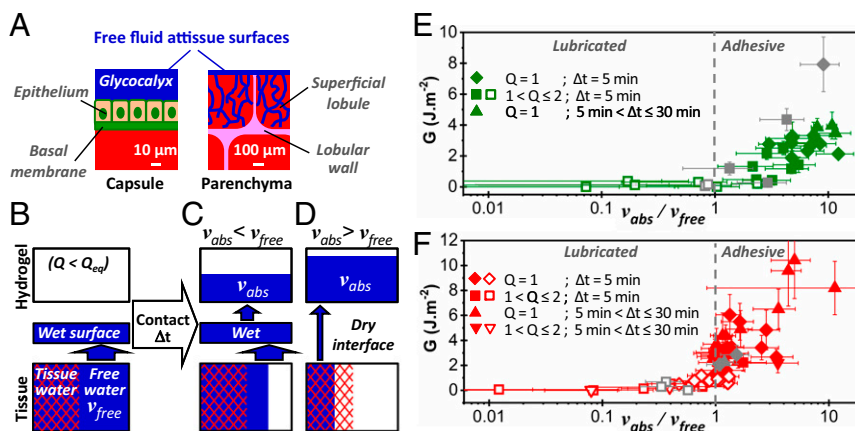 A
Free fluid attissue surfaces
Glycocalyx
Epithelium
Basal
membrane
10 µm
Capsule
Superficial
lobule
100 µm
Lobular
wall
Parenchyma
B
C
D
Hydrogel
(Q < Qeq)
Wet surface
Tissue
Tissue
water
Free
water
vfree
Contact
Δt
vabs < vfree
vabs
Wet
vabs > vfree
vabs
Dry
interface
E
G (J.m-2)
10
8
6
4
2
0
Lubricated
Adhesive
Q = 1 ; Δt = 5 min
1 < Q ≤ 2 ; Δt = 5 min
Q = 1 ; 5 min < Δt ≤ 30 min
0.01
0.1
1
10
vabs / vfree
F
G (J.m-2)
12
10
8
6
4
2
0
Lubricated
Adhesive
Q = 1 ; Δt = 5 min
1 < Q ≤ 2 ; Δt = 5 min
Q = 1 ; 5 min < Δt ≤ 30 min
1 < Q ≤ 2 ; 5 min < Δt ≤ 30 min
0.01
0.1
1
10
vabs / vfree